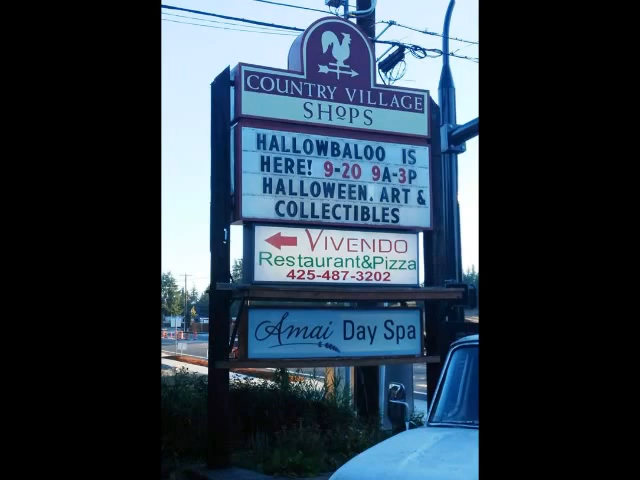 COUNTRY VILLAGE
SHOPS
HALLOWBALOO IS
HERE! 9-20 9A-3P
HALLOWEEN. ART &
COLLECTIBLES
VIVENDO
Restaurant&Pizza
425-487-3202
Amai Day Spa